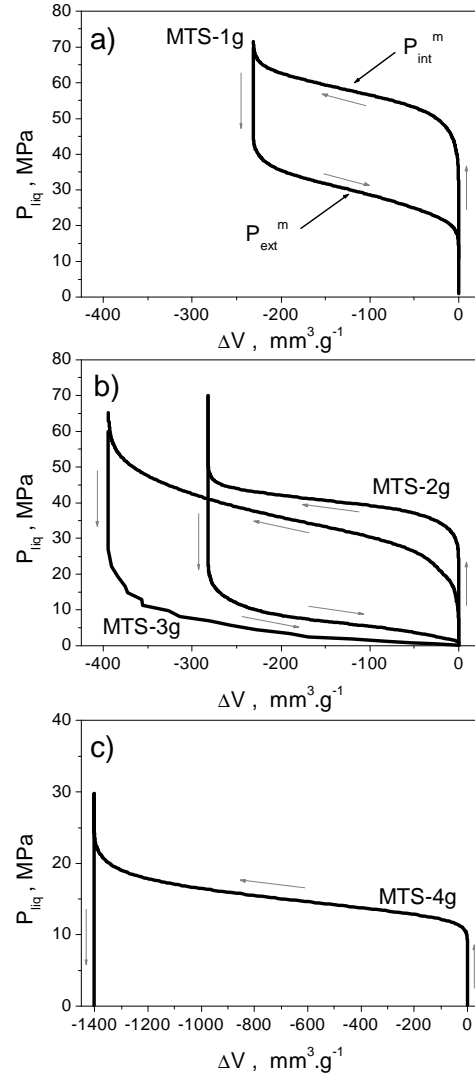 a)
MTS-1g
P_int^m
P_ext^m
P_liq , MPa
80
70
60
50
40
30
20
10
0
-400 -300 -200 -100 0
ΔV , mm³.g⁻¹
b)
MTS-2g
MTS-3g
P_liq , MPa
80
70
60
50
40
30
20
10
0
-400 -300 -200 -100 0
ΔV , mm³.g⁻¹
c)
MTS-4g
P_liq , MPa
40
30
20
10
0
-1400 -1200 -1000 -800 -600 -400 -200 0
ΔV , mm³.g⁻¹